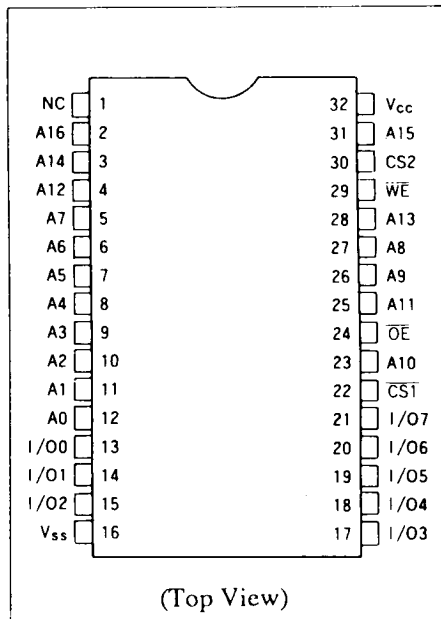 NC 1 32 Vcc
A16 2 31 A15
A14 3 30 CS2
A12 4 29 W̅E̅
A7 5 28 A13
A6 6 27 A8
A5 7 26 A9
A4 8 25 A11
A3 9 24 O̅E̅
A2 10 23 A10
A1 11 22 C̅S̅1̅
A0 12 21 I/O7
I/O0 13 20 I/O6
I/O1 14 19 I/O5
I/O2 15 18 I/O4
Vss 16 17 I/O3
(Top View)